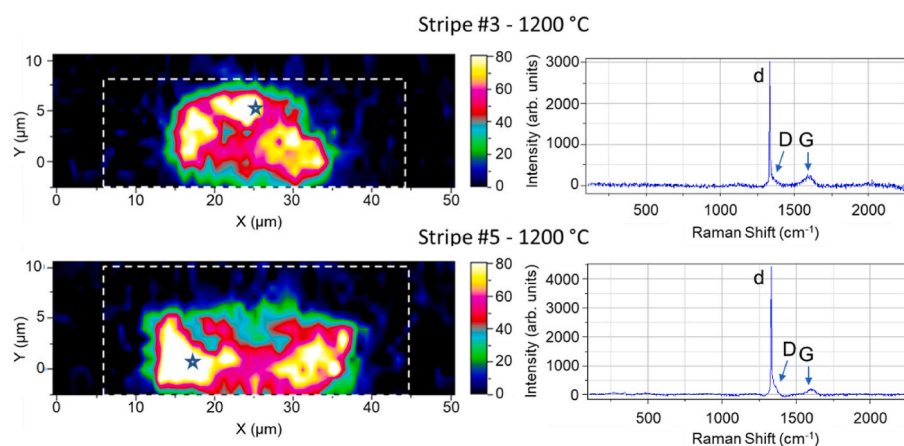 Stripe #3 - 1200 °C
10
5
0
Y (µm)
0 10 20 30 40 50
X (µm)
80
60
40
20
0
3000
2000
1000
0
Intensity (arb. units)
d
D G
500 1000 1500 2000
Raman Shift (cm⁻¹)
Stripe #5 - 1200 °C
10
5
0
Y (µm)
0 10 20 30 40 50
X (µm)
80
60
40
20
0
4000
3000
2000
1000
0
Intensity (arb. units)
d
D G
500 1000 1500 2000
Raman Shift (cm⁻¹)